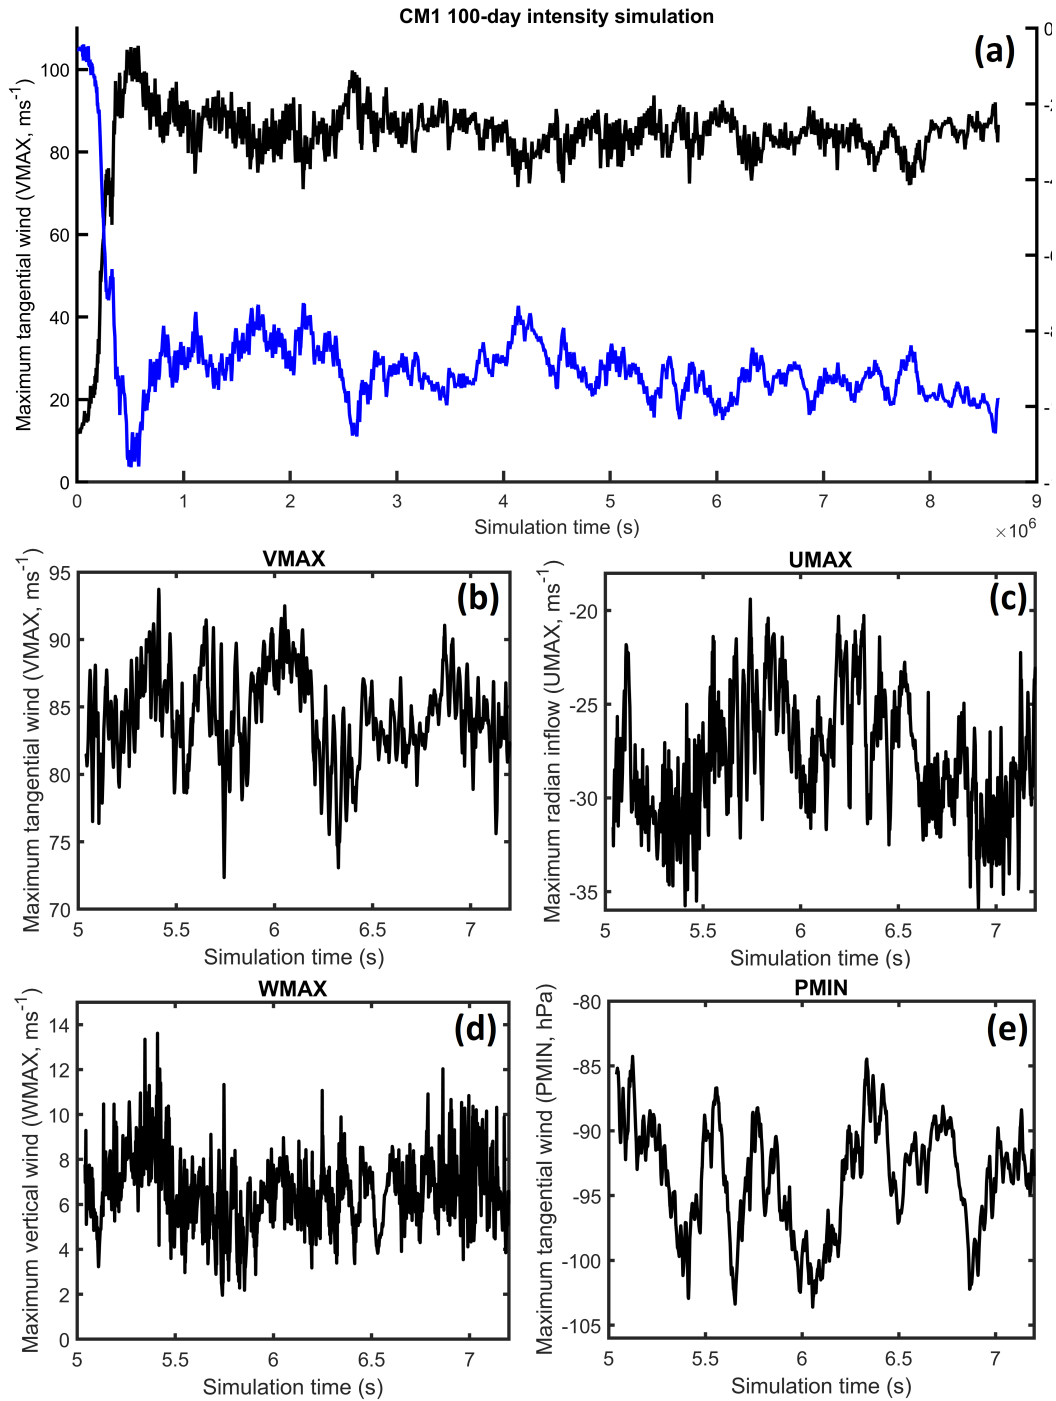 CM1 100-day intensity simulation
(a)
Maximum tangential wind (VMAX, ms-1)
100
80
60
40
20
0
0
0 1 2 3 4 5 6 7 8 9
Simulation time (s)
×10^6
VMAX
(b)
Maximum tangential wind (VMAX, ms-1)
95
90
85
80
75
70
5 5.5 6 6.5 7
Simulation time (s)
UMAX
(c)
Maximum radian inflow (UMAX, ms-1)
-20
-25
-30
-35
5 5.5 6 6.5 7
Simulation time (s)
WMAX
(d)
Maximum vertical wind (WMAX, ms-1)
14
12
10
8
6
4
2
0
5 5.5 6 6.5 7
Simulation time (s)
PMIN
(e)
Maximum tangential wind (PMIN, hPa)
-80
-85
-90
-95
-100
-105
5 5.5 6 6.5 7
Simulation time (s)